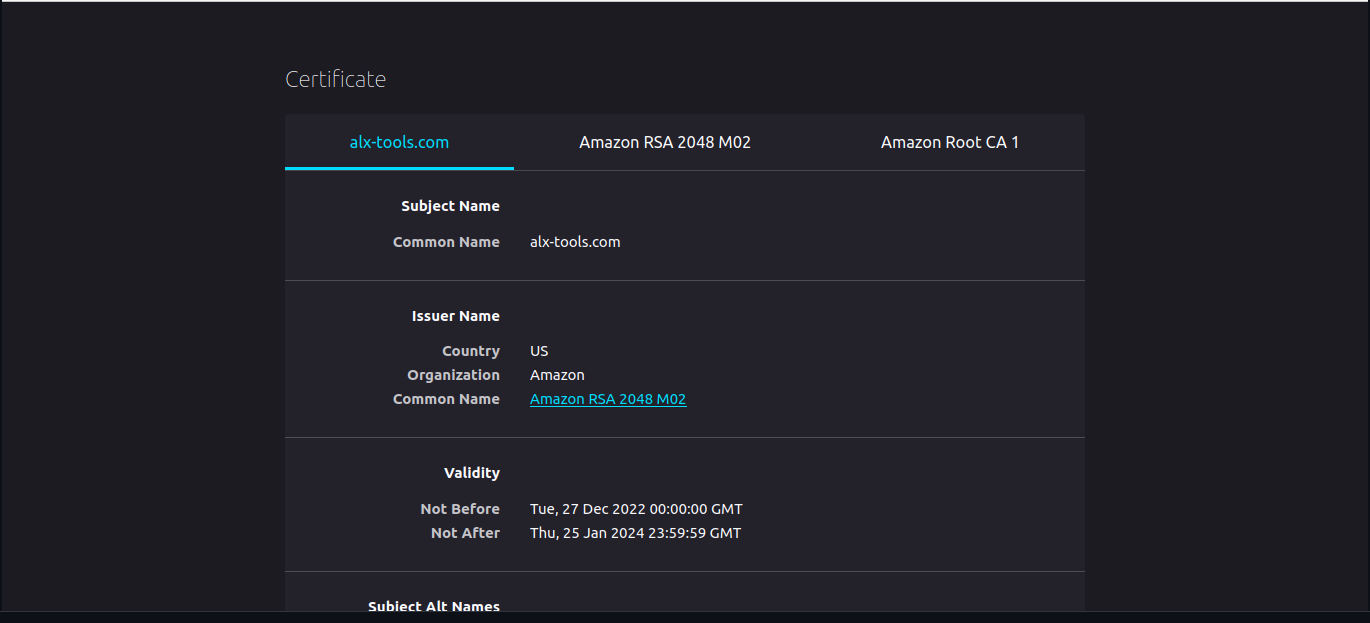 Certificate
alx-tools.com Amazon RSA 2048 M02 Amazon Root CA 1
Subject Name
Common Name alx-tools.com
Issuer Name
Country US
Organization Amazon
Common Name Amazon RSA 2048 M02
Validity
Not Before Tue, 27 Dec 2022 00:00:00 GMT
Not After Thu, 25 Jan 2024 23:59:59 GMT
Subject Alt Names